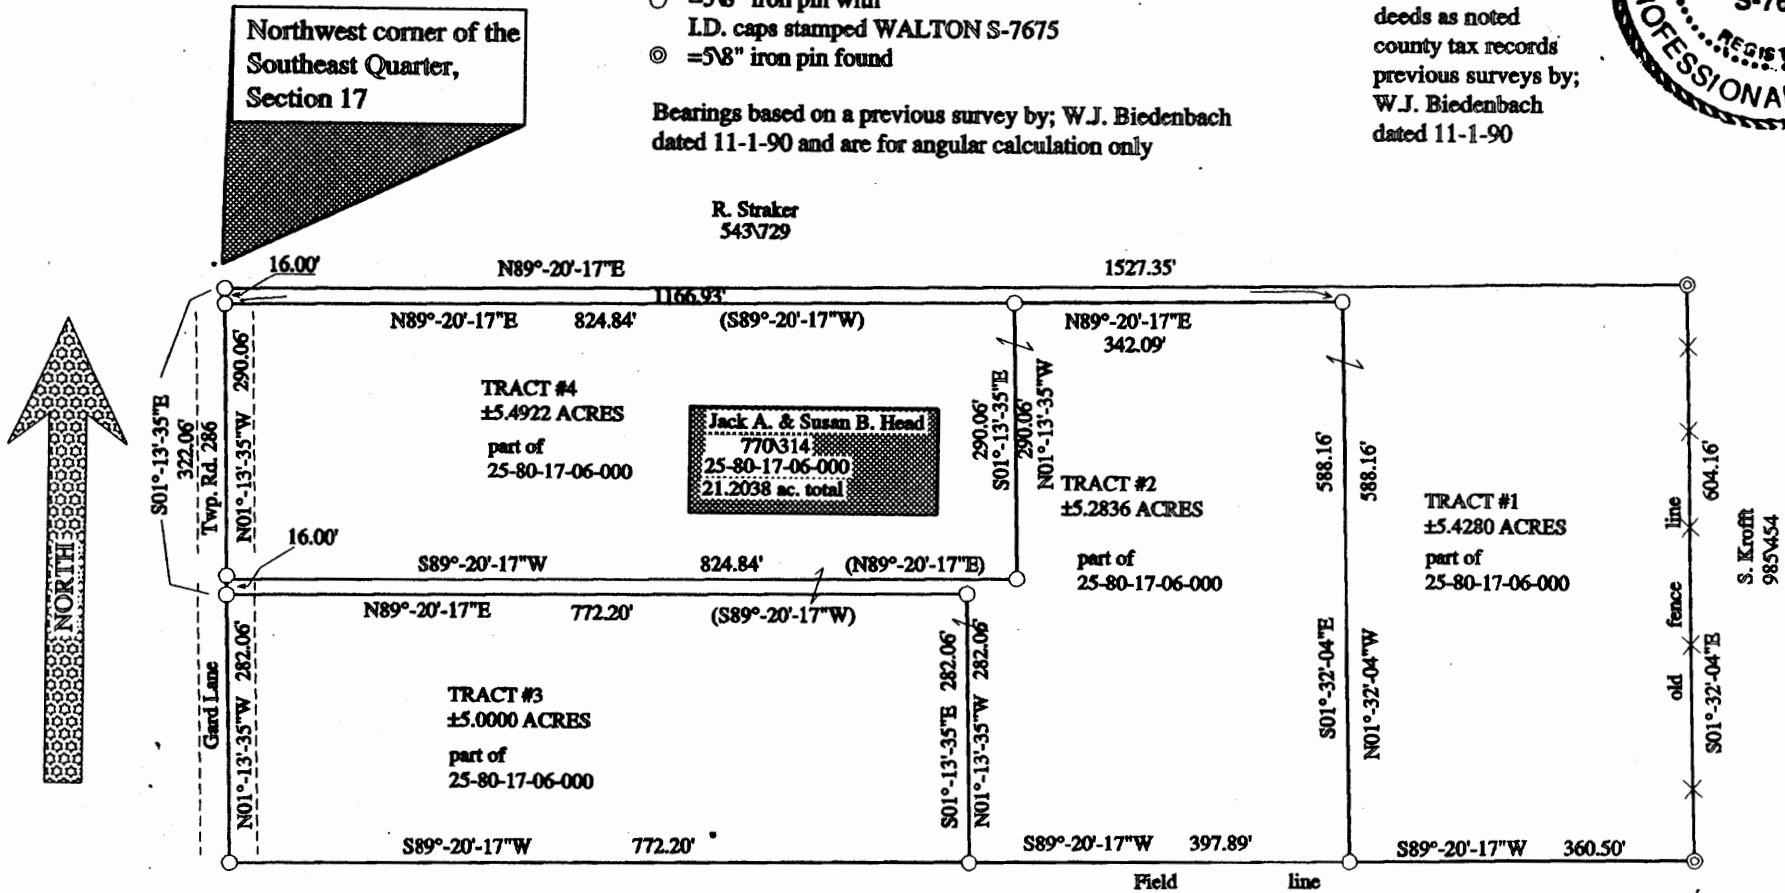 Northwest corner of the
Southeast Quarter,
Section 17
=5\8" iron pin with
I.D. caps stamped WALTON S-7675
=5\8" iron pin found
Bearings based on a previous survey by; W.J. Biedenbach
dated 11-1-90 and are for angular calculation only
deeds as noted
county tax records
previous surveys by;
W.J. Biedenbach
dated 11-1-90
R. Straker
543\729
16.00'
N89°-20'-17"E
1527.35'
1166.93'
N89°-20'-17"E 824.84' (S89°-20'-17"W)
N89°-20'-17"E
342.09'
NORTH
S01°-13'-35"E
322.06'
Twp. Rd. 286
N01°-13'-35"W 290.06'
TRACT #4
±5.4922 ACRES
part of
25-80-17-06-000
Jack A. & Susan B. Head
770\314
25-80-17-06-000
21.2038 ac. total
290.06'
S01°-13'-35"E
290.06'
N01°-13'-35"W
TRACT #2
±5.2836 ACRES
part of
25-80-17-06-000
588.16'
588.16'
S01°-32'-04"E
N01°-32'-04"W
TRACT #1
±5.4280 ACRES
part of
25-80-17-06-000
old fence line
604.16'
S01°-32'-04"E
S. Krofft
985\454
16.00'
S89°-20'-17"W 824.84' (N89°-20'-17"E)
N89°-20'-17"E 772.20' (S89°-20'-17"W)
Gard Lane
N01°-13'-35"W 282.06'
TRACT #3
±5.0000 ACRES
part of
25-80-17-06-000
S01°-13'-35"E 282.06'
N01°-13'-35"W 282.06'
S89°-20'-17"W 772.20'
S89°-20'-17"W 397.89'
S89°-20'-17"W 360.50'
Field line